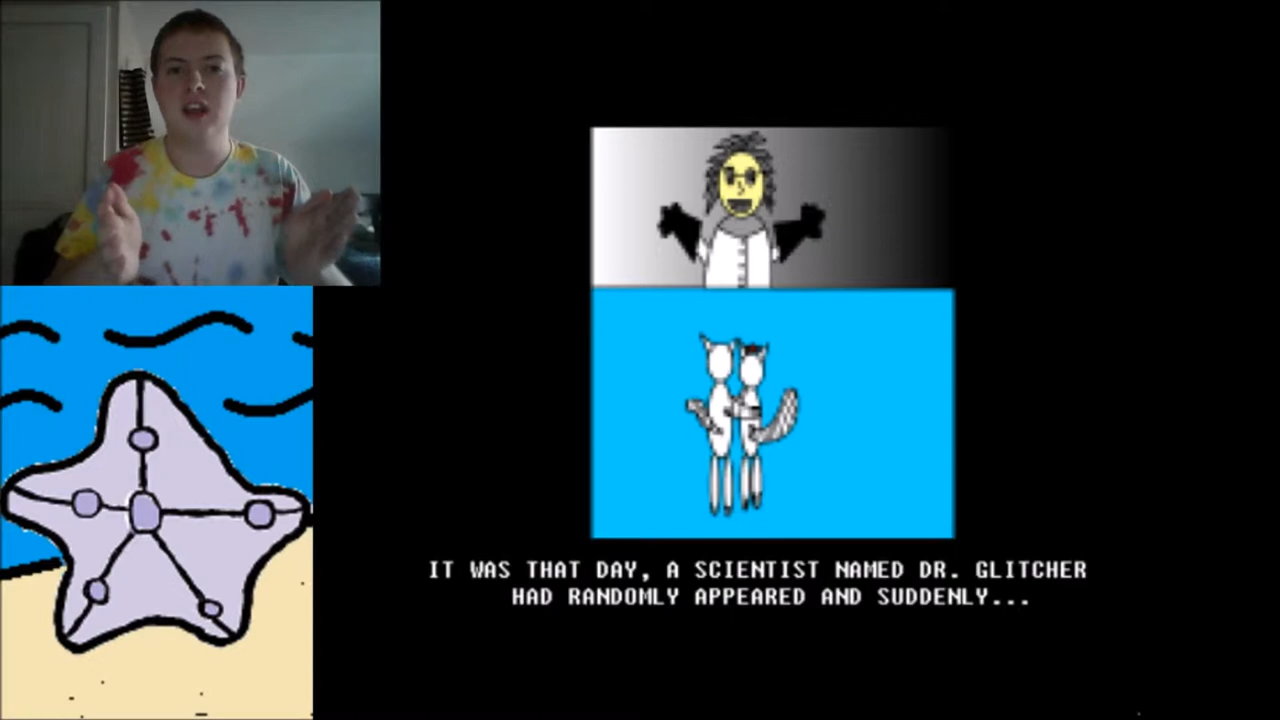 IT WAS THAT DAY, A SCIENTIST NAMED DR. GLITCHER
HAD RANDOMLY APPEARED AND SUDDENLY...